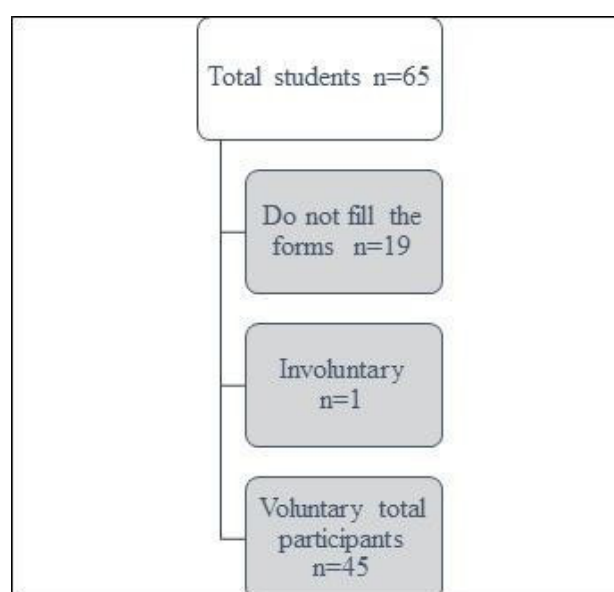 Total students n=65
Do not fill the
forms n=19
Involuntary
n=1
Voluntary total
participants
n=45